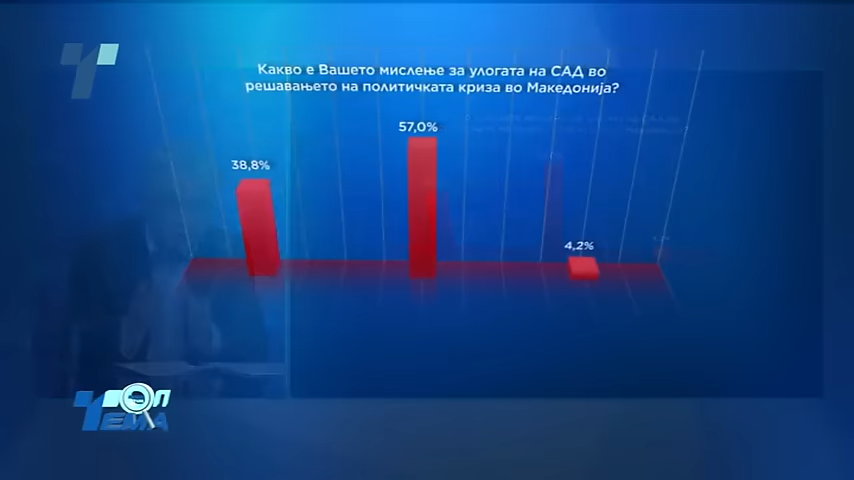 Какво е Вашето мислење за улогата на САД во
решавањето на политичката криза во Македонија?
57,0%
38,8%
4,2%
ТЕМА